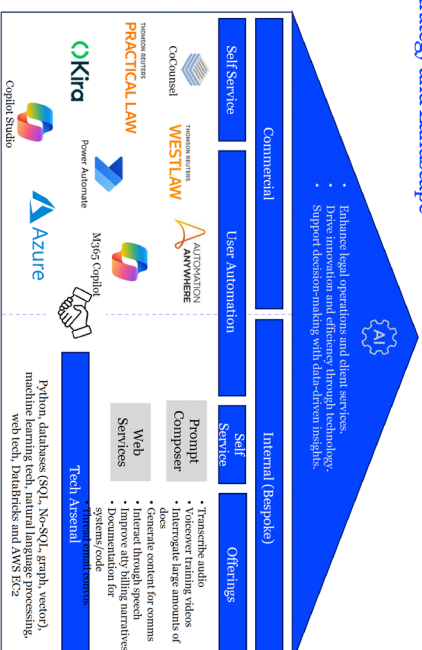 AI
Enhance legal operations and client services.
Drive innovation and efficiency through technology.
Support decision-making with data-driven insights.
Commercial
Internal (Bespoke)
Self Service
User Automation
Self
Service
Offerings
CoCounsel
THOMSON REUTERS
WESTLAW
AUTOMATION
ANYWHERE
THOMSON REUTERS
PRACTICAL LAW
Power Automate
M365 Copilot
Kira
Copilot Studio
Azure
Prompt
Composer
Web
Services
• Transcribe audio
• Voiceover training videos
• Interrogate large amounts of
docs
• Generate content for comms
• Interact through speech
• Improve atty billing narratives
• Documentation for
systems/code
• Thread email convos
Tech Arsenal
Python, databases (SQL, No-SQL, graph, vector),
machine learning tech, natural language processing,
web tech, DataBricks and AWS EC2